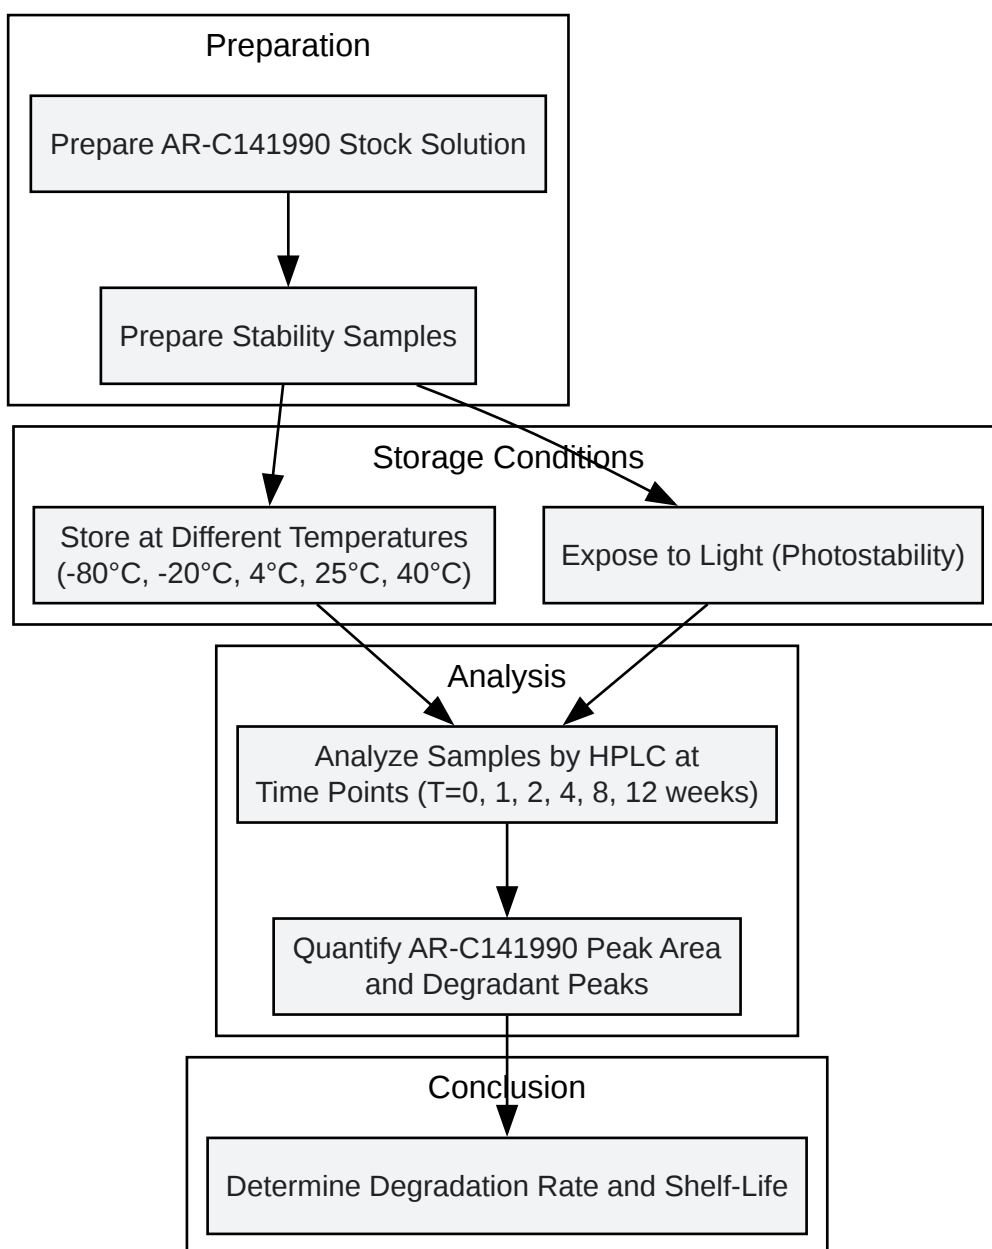 Preparation
Prepare AR-C141990 Stock Solution
Prepare Stability Samples
Storage Conditions
Store at Different Temperatures
(-80°C, -20°C, 4°C, 25°C, 40°C)
Expose to Light (Photostability)
Analysis
Analyze Samples by HPLC at
Time Points (T=0, 1, 2, 4, 8, 12 weeks)
Quantify AR-C141990 Peak Area
and Degradant Peaks
Conclusion
Determine Degradation Rate and Shelf-Life